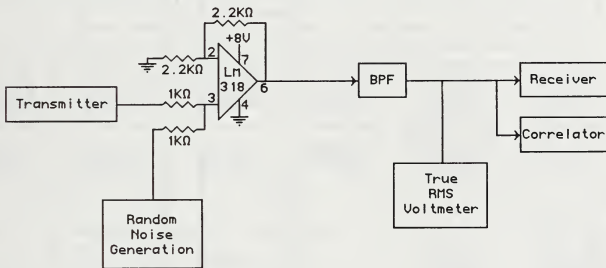 2.2KΩ
+8V
2
7
2.2KΩ
LM
318
6
4
3
1KΩ
1KΩ
Transmitter
BPF
Receiver
Correlator
True
RMS
Voltmeter
Random
Noise
Generation